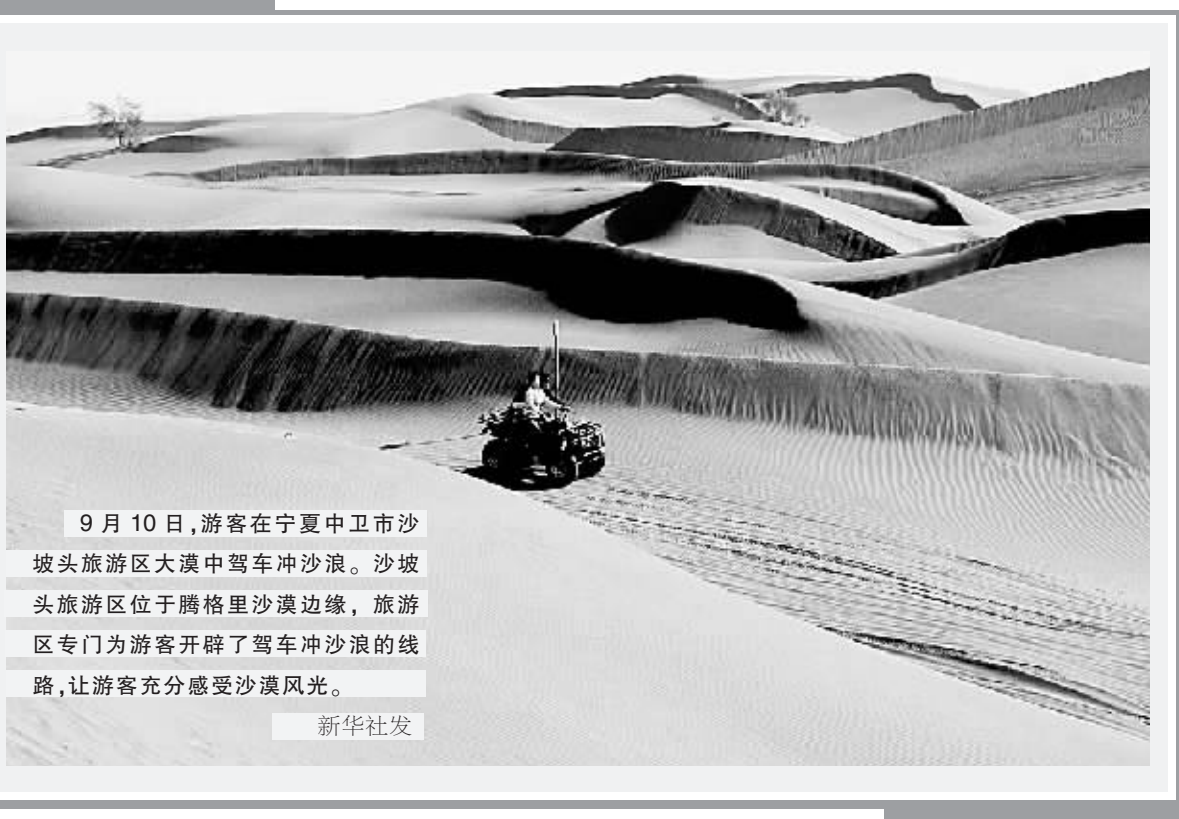 9月10日,游客在宁夏中卫市沙
坡头旅游区大漠中驾车冲沙浪。沙坡
头旅游区位于腾格里沙漠边缘，旅游
区专门为游客开辟了驾车冲沙浪的线
路,让游客充分感受沙漠风光。
新华社发